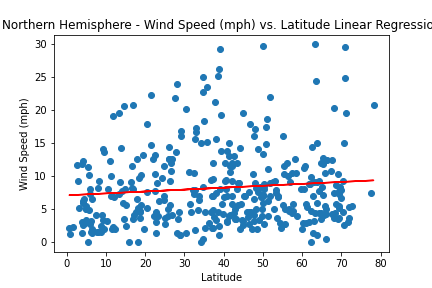 Northern Hemisphere - Wind Speed (mph) vs. Latitude Linear Regressio
30
25
20
15
10
5
0
Wind Speed (mph)
0 10 20 30 40 50 60 70 80
Latitude